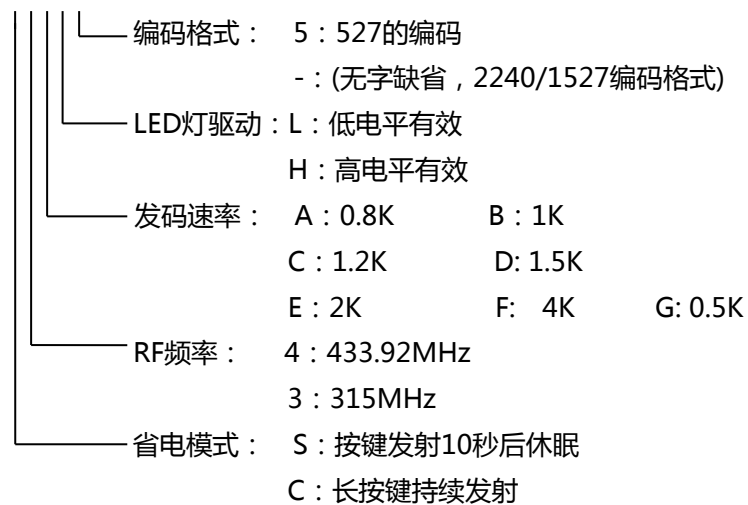 编码格式： 5：527的编码
-：(无字缺省，2240/1527编码格式)
LED灯驱动：L：低电平有效
H：高电平有效
发码速率： A：0.8K B：1K
C：1.2K D: 1.5K
E：2K F: 4K G: 0.5K
RF频率： 4：433.92MHz
3：315MHz
省电模式： S：按键发射10秒后休眠
C：长按键持续发射